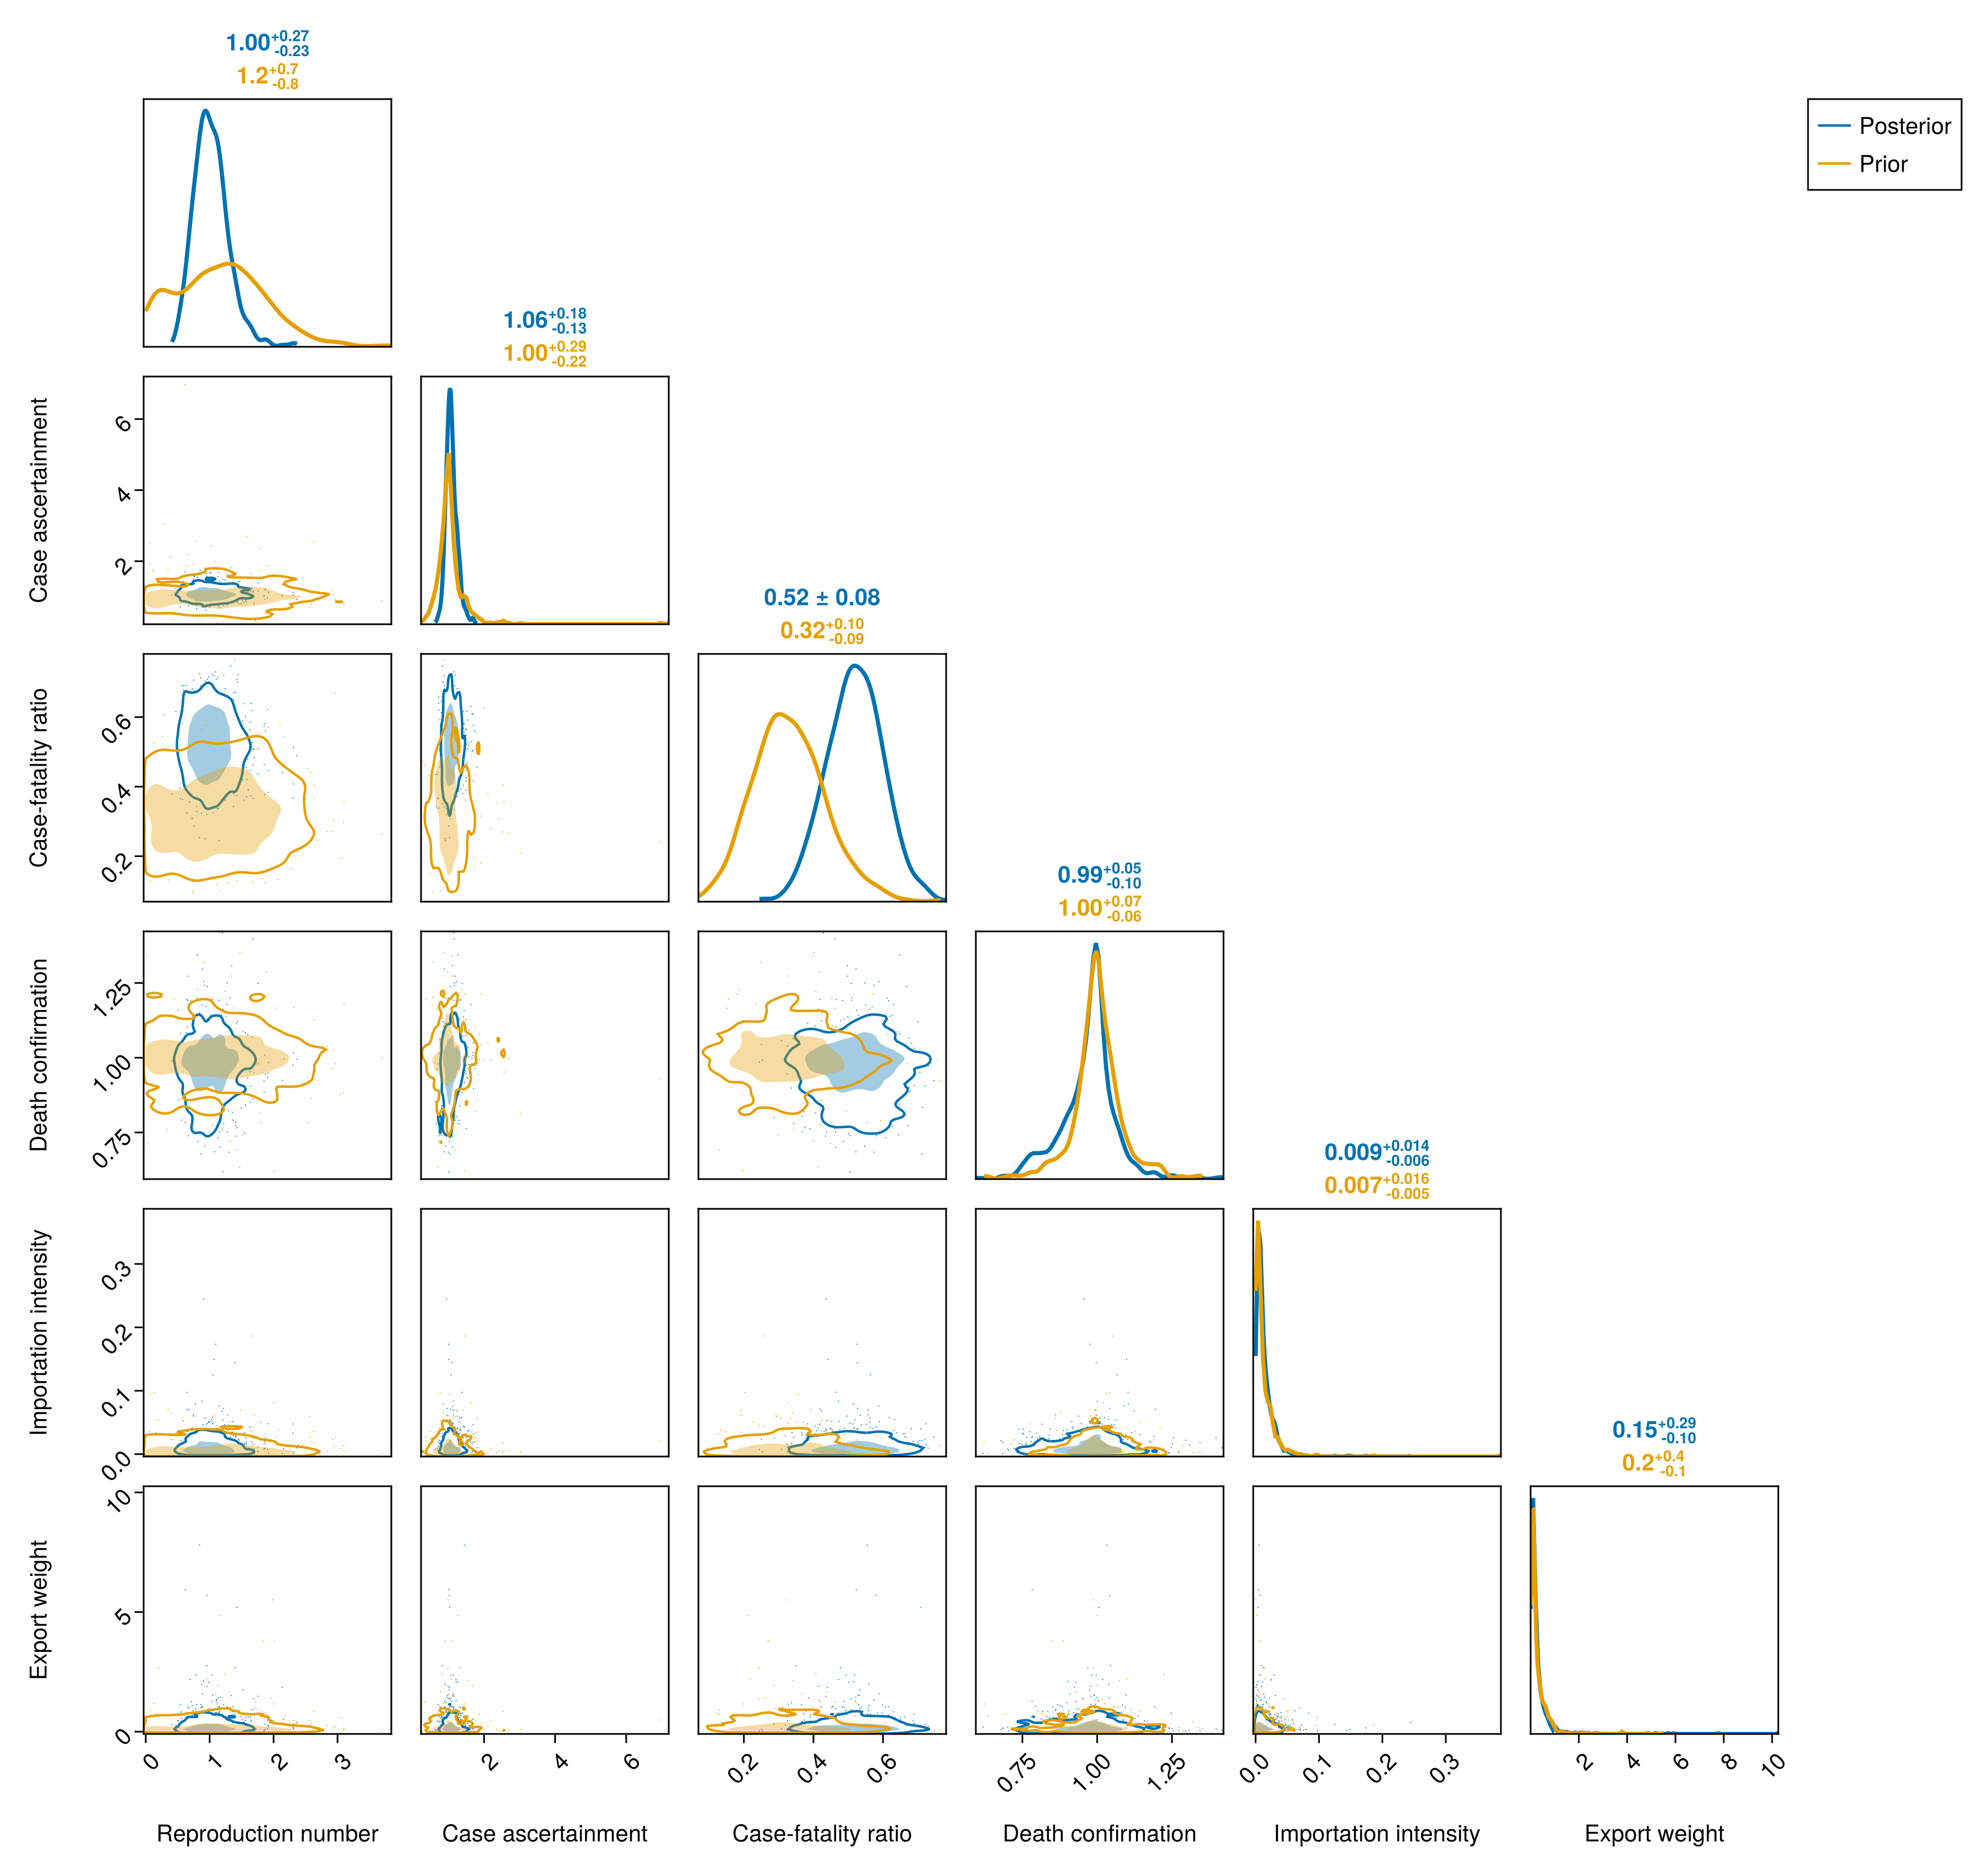 1.00+0.27-0.23
1.2+0.7-0.8
Posterior
Prior
1.06+0.18-0.13
1.00+0.29-0.22
Case ascertainment
6
4
2
0.52 ± 0.08
0.32+0.10-0.09
Case-fatality ratio
0.6
0.4
0.2
0.99+0.05-0.10
1.00+0.07-0.06
Death confirmation
1.25
1.00
0.75
0.009+0.014-0.006
0.007+0.016-0.005
Importation intensity
0.3
0.2
0.1
0.0
0.15+0.29-0.10
0.2+0.4-0.1
Export weight
10
5
0
0 1 2 3
2 4 6
0.2 0.4 0.6
0.75 1.00 1.25
0.0 0.1 0.2 0.3
2 4 6 8 10
Reproduction number
Case ascertainment
Case-fatality ratio
Death confirmation
Importation intensity
Export weight